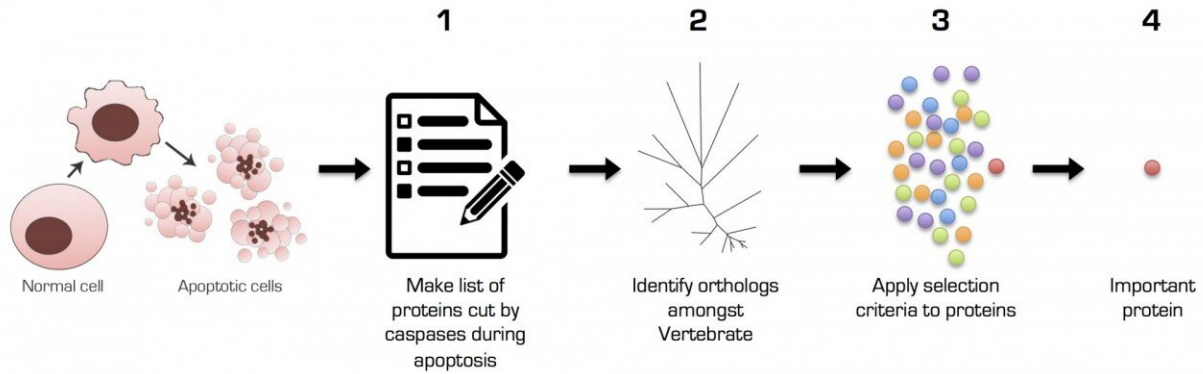 1
2
3
4
Normal cell
Apoptotic cells
Make list of
proteins cut by
caspases during
apoptosis
Identify orthologs
amongst
Vertebrate
Apply selection
criteria to proteins
Important
protein